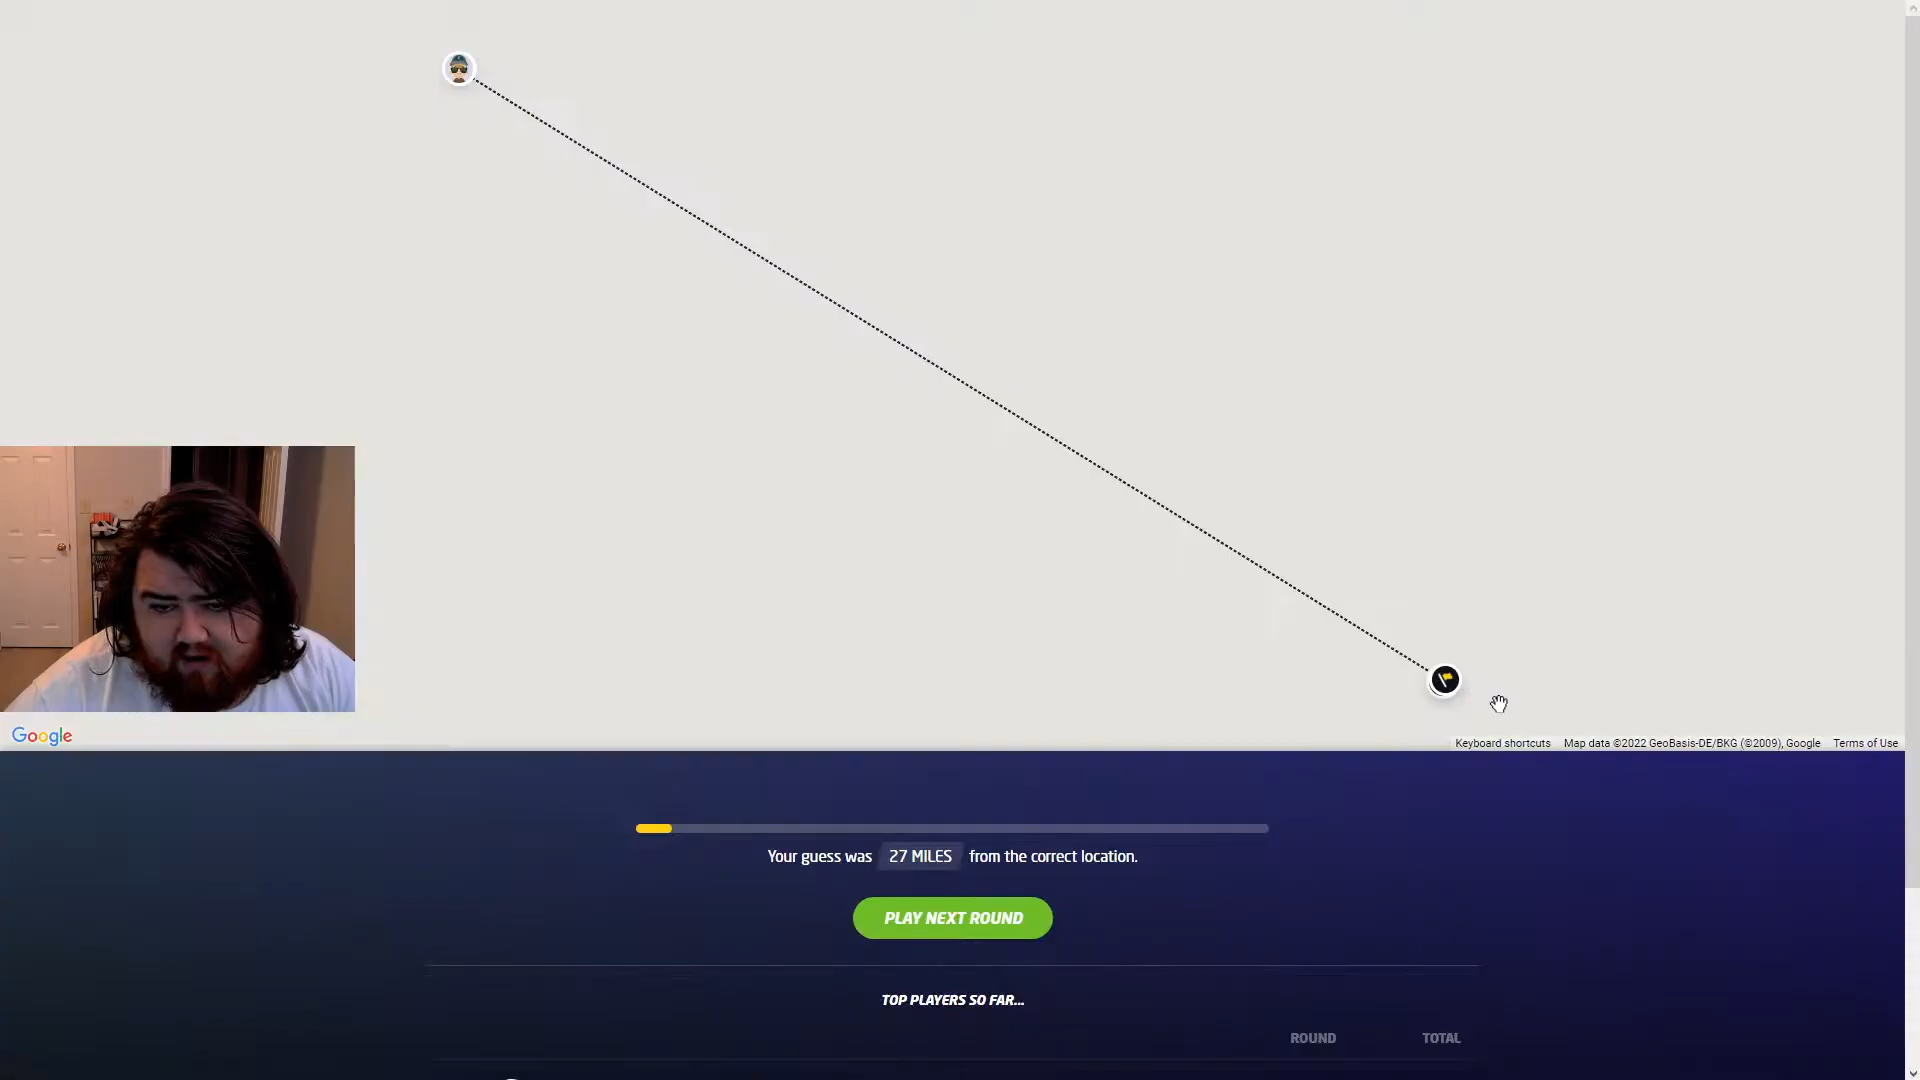 Google
Keyboard shortcuts Map data ©2022 GeoBasis-DE/BKG (©2009), Google Terms of Use
Your guess was 27 MILES from the correct location.
PLAY NEXT ROUND
TOP PLAYERS SO FAR...
ROUND TOTAL